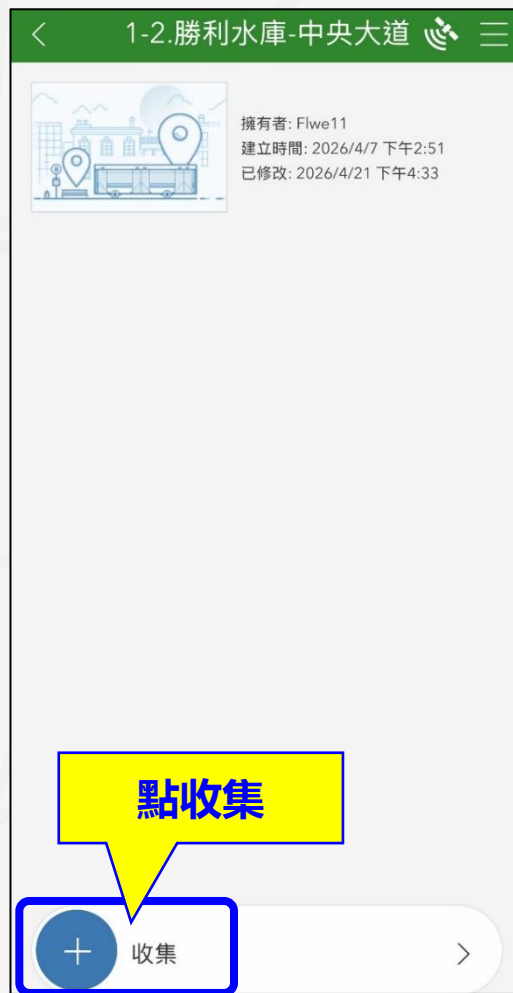 1-2.勝利水庫-中央大道
擁有者: Flwe11
建立時間: 2026/4/7 下午2:51
已修改: 2026/4/21 下午4:33
點收集
收集